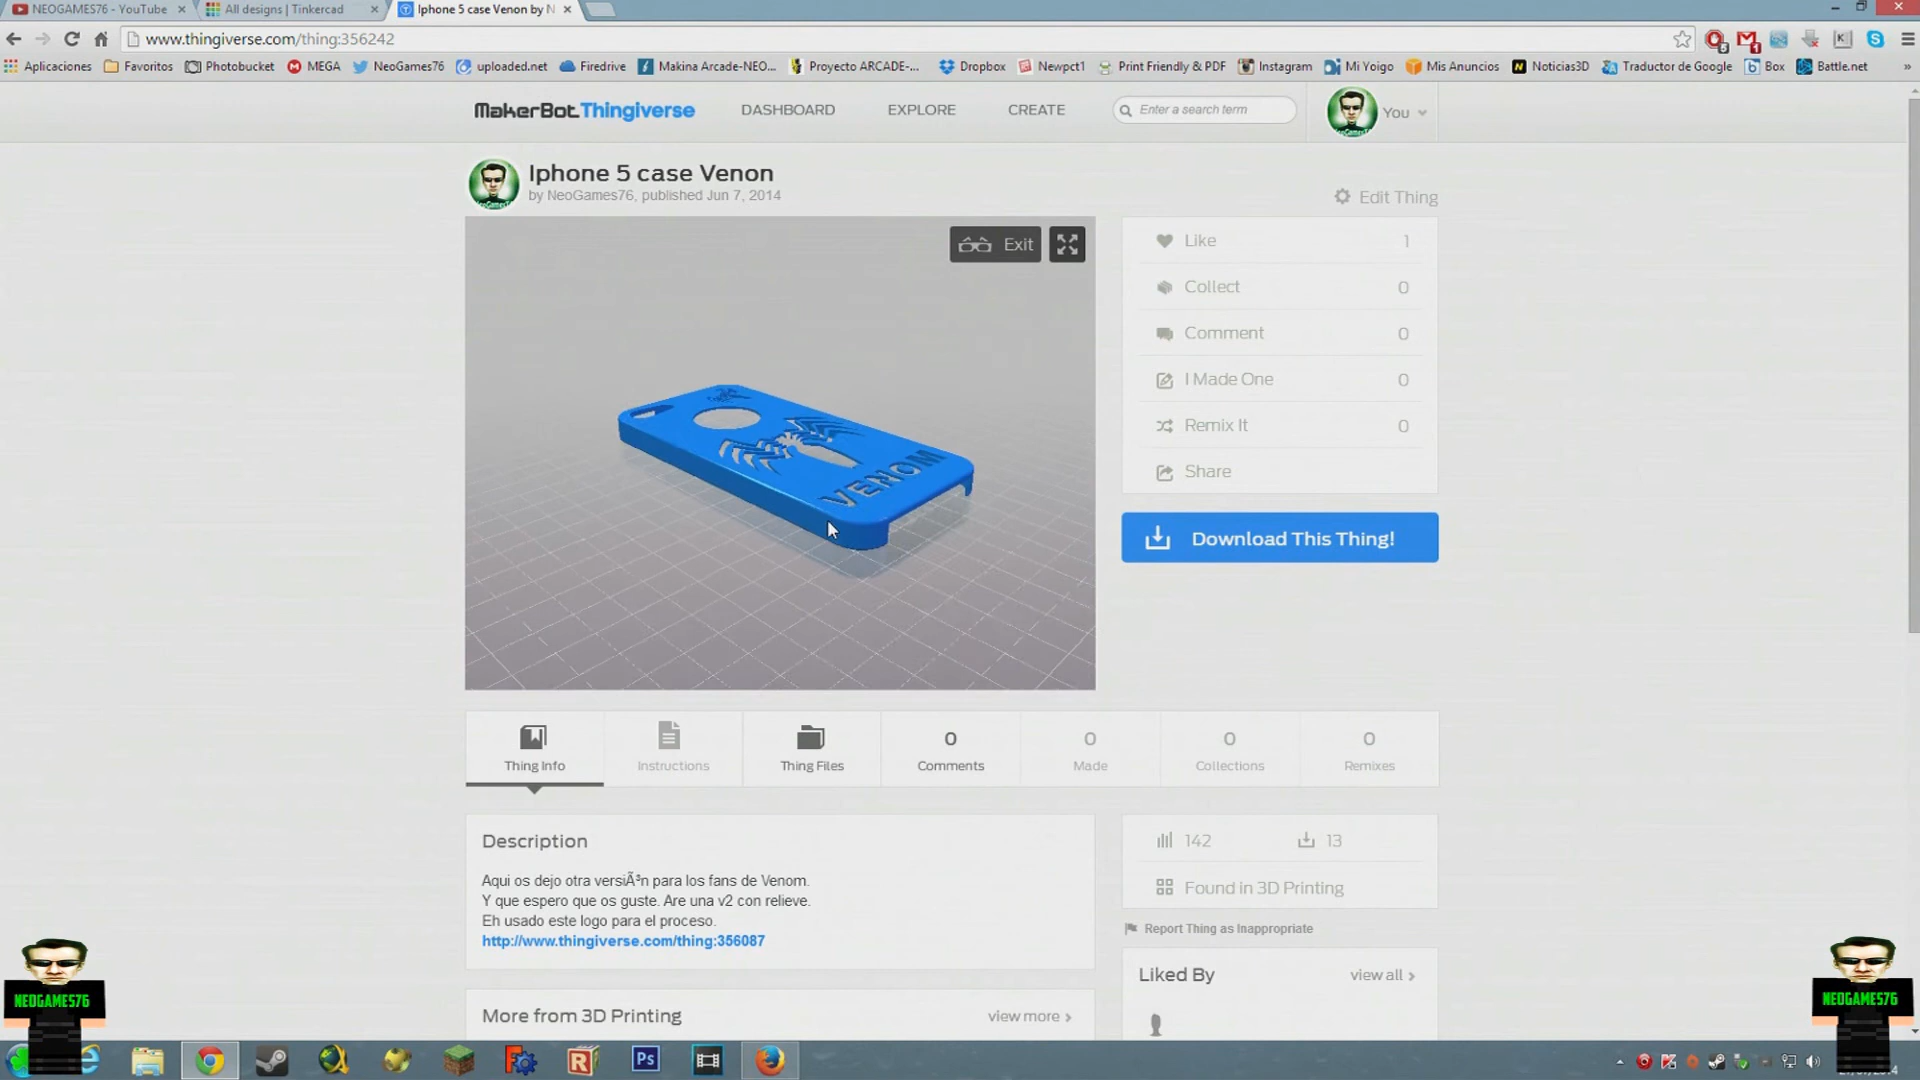 NEOGAMES76 - YouTube
All designs | Tinkercad
Iphone 5 case Venon by N
www.thingiverse.com/thing:356242
Aplicaciones
Favoritos
Photobucket
MEGA
NeoGames76
uploaded.net
Firedrive
Makina Arcade-NEO...
Proyecto ARCADE-...
Dropbox
Newpct1
Print Friendly & PDF
Instagram
Mi Yoigo
Mis Anuncios
Noticias3D
Traductor de Google
Box
Battle.net
»
MakerBot Thingiverse
DASHBOARD
EXPLORE
CREATE
Enter a search term
You
Iphone 5 case Venon
by NeoGames76, published Jun 7, 2014
Edit Thing
Exit
VENOM
Like 1
Collect 0
Comment 0
I Made One 0
Remix It 0
Share
Download This Thing!
Thing Info
Instructions
Thing Files
0 Comments
0 Made
0 Collections
0 Remixes
Description
Aqui os dejo otra versiÃ³n para los fans de Venom.
Y que espero que os guste. Are una v2 con relieve.
Eh usado este logo para el proceso.
http://www.thingiverse.com/thing:356087
142 13
Found in 3D Printing
Report Thing as Inappropriate
Liked By
view all >
More from 3D Printing
view more >
NEOGAMES76
NEOGAMES76
Ps